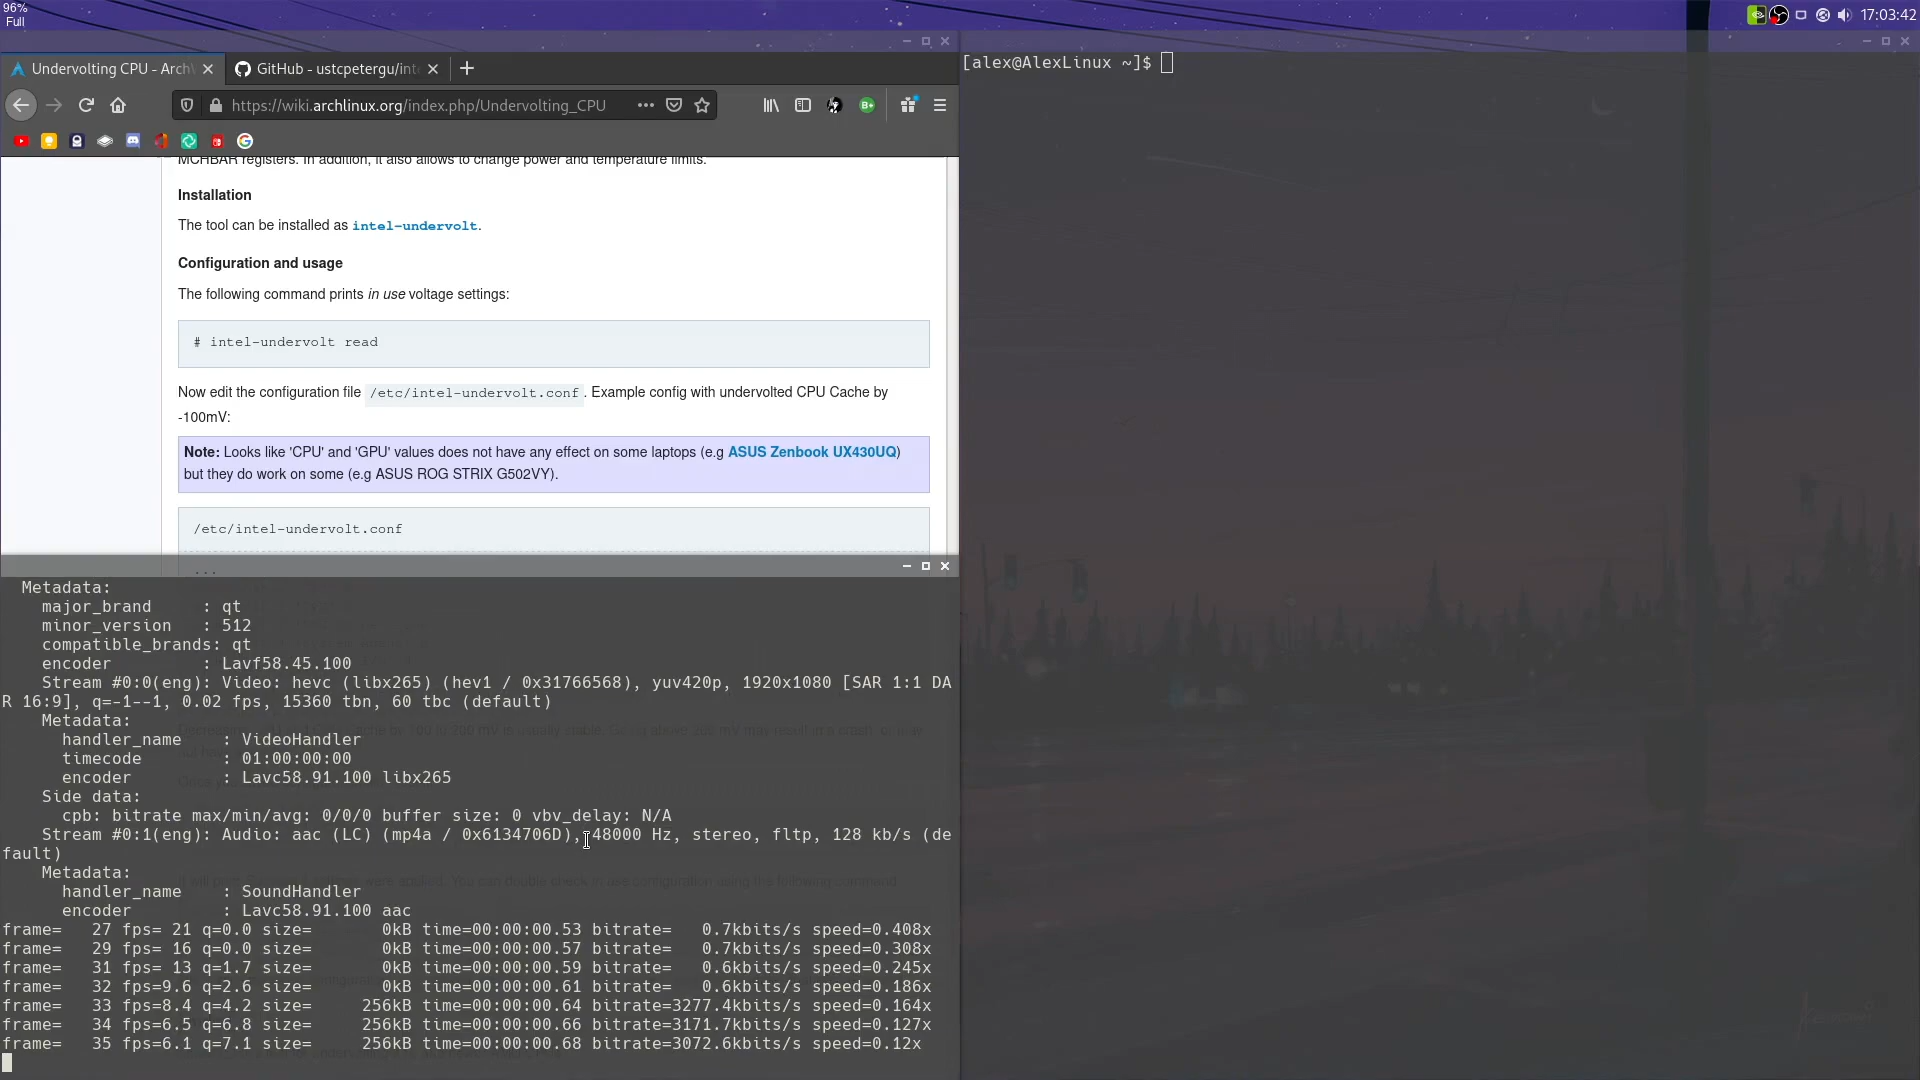 96%
Full
17:03:42
Undervolting CPU - Arch
GitHub - ustcpetergu/inte
https://wiki.archlinux.org/index.php/Undervolting_CPU
MCHBAR registers. In addition, it also allows to change power and temperature limits.
Installation
The tool can be installed as intel-undervolt.
Configuration and usage
The following command prints in use voltage settings:
# intel-undervolt read
Now edit the configuration file /etc/intel-undervolt.conf . Example config with undervolted CPU Cache by
-100mV:
Note: Looks like 'CPU' and 'GPU' values does not have any effect on some laptops (e.g ASUS Zenbook UX430UQ)
but they do work on some (e.g ASUS ROG STRIX G502VY).
/etc/intel-undervolt.conf
...
Metadata:
major_brand : qt
minor_version : 512
compatible_brands: qt
encoder : Lavf58.45.100
Stream #0:0(eng): Video: hevc (libx265) (hev1 / 0x31766568), yuv420p, 1920x1080 [SAR 1:1 DA
R 16:9], q=-1--1, 0.02 fps, 15360 tbn, 60 tbc (default)
Metadata:
handler_name : VideoHandler
timecode : 01:00:00:00
encoder : Lavc58.91.100 libx265
Side data:
cpb: bitrate max/min/avg: 0/0/0 buffer size: 0 vbv_delay: N/A
Stream #0:1(eng): Audio: aac (LC) (mp4a / 0x6134706D), 48000 Hz, stereo, fltp, 128 kb/s (de
fault)
Metadata:
handler_name : SoundHandler
encoder : Lavc58.91.100 aac
frame= 27 fps= 21 q=0.0 size= 0kB time=00:00:00.53 bitrate= 0.7kbits/s speed=0.408x
frame= 29 fps= 16 q=0.0 size= 0kB time=00:00:00.57 bitrate= 0.7kbits/s speed=0.308x
frame= 31 fps= 13 q=1.7 size= 0kB time=00:00:00.59 bitrate= 0.6kbits/s speed=0.245x
frame= 32 fps=9.6 q=2.6 size= 0kB time=00:00:00.61 bitrate= 0.6kbits/s speed=0.186x
frame= 33 fps=8.4 q=4.2 size= 256kB time=00:00:00.64 bitrate=3277.4kbits/s speed=0.164x
frame= 34 fps=6.5 q=6.8 size= 256kB time=00:00:00.66 bitrate=3171.7kbits/s speed=0.127x
frame= 35 fps=6.1 q=7.1 size= 256kB time=00:00:00.68 bitrate=3072.6kbits/s speed=0.12x
[alex@AlexLinux ~]$